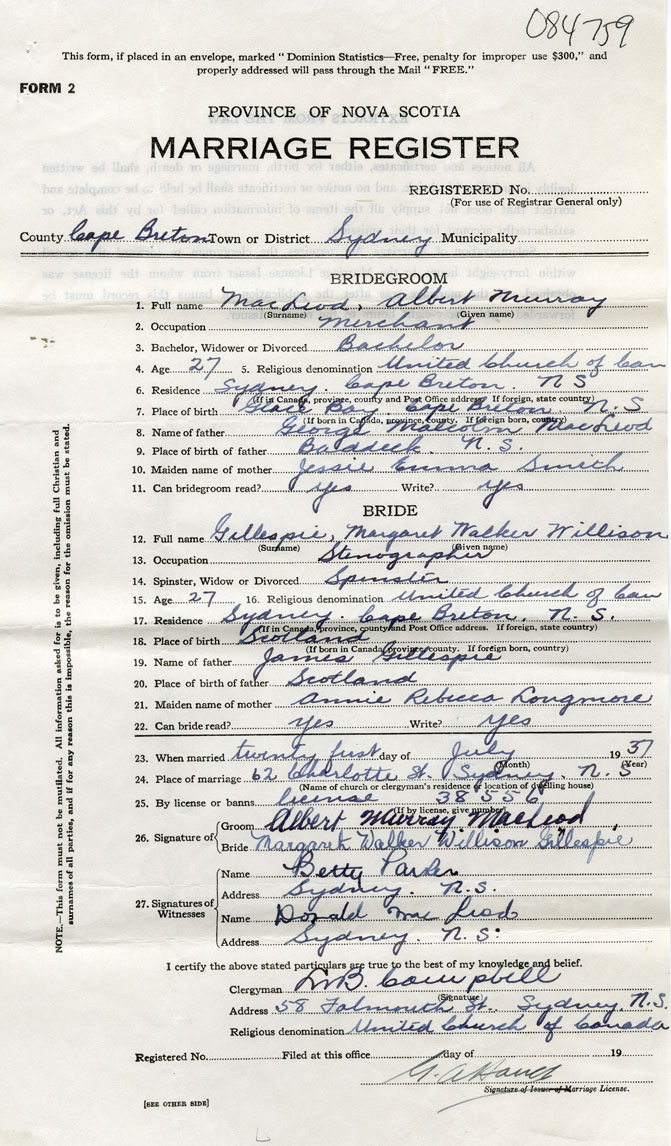 084759
This form, if placed in an envelope, marked "Dominion Statistics—Free, penalty for improper use $300," and
properly addressed will pass through the Mail "FREE."
FORM 2
PROVINCE OF NOVA SCOTIA
MARRIAGE REGISTER
REGISTERED No.
(For use of Registrar General only)
County Cape Breton Town or District Sydney Municipality
BRIDEGROOM
1. Full name MacLeod, Albert Murray
(Surname) (Given name)
2. Occupation Merchant
3. Bachelor, Widower or Divorced Bachelor
4. Age 27 5. Religious denomination United Church of Can
6. Residence Sydney. Cape Breton. N S
(If in Canada, province, county and Post Office address. If foreign, state country)
7. Place of birth Glace Bay. Cape Breton. N. S
(If born in Canada, province, county. If foreign born, country)
8. Name of father George Malcolm MacLeod
9. Place of birth of father Baddeck. N. S.
10. Maiden name of mother Jessie Emma Smith
11. Can bridegroom read? yes Write? yes
BRIDE
12. Full name Gillespie, Margaret Walker Willison
(Surname) (Given name)
13. Occupation Stenographer
14. Spinster, Widow or Divorced Spinster
15. Age 27 16. Religious denomination United Church of Can
17. Residence Sydney Cape Breton. N. S.
(If in Canada, province, county and Post Office address. If foreign, state country)
18. Place of birth Scotland
(If born in Canada, province, county. If foreign born, country)
19. Name of father James Gillespie
20. Place of birth of father Scotland
21. Maiden name of mother Annie Rebecca Longmore
22. Can bride read? yes Write? yes
23. When married twenty first day of July 1937
(Month) (Year)
24. Place of marriage 62 Charlotte St. Sydney. N. S
(Name of church or clergyman's residence or location of dwelling house)
25. By license or banns license 38556
(If by license, give number)
26. Signature of Groom Albert Murray MacLeod
Bride Margaret Walker Willison Gillespie
27. Signatures of Witnesses Name Betty Parker
Address Sydney. N.S.
Name Donald MacLeod
Address Sydney. N. S.
I certify the above stated particulars are true to the best of my knowledge and belief.
Clergyman Campbell
(Signature)
Address 58 Falmouth St. Sydney, N.S.
Religious denomination United Church of Canada
Registered No. Filed at this office day of 19
Signature of Issuer of Marriage License.
[SEE OTHER SIDE]
NOTE.—This form must not be mutilated. All information asked for is to be given, including full Christian and
surnames of all parties, and if for any reason this is impossible, the reason for the omission must be stated.